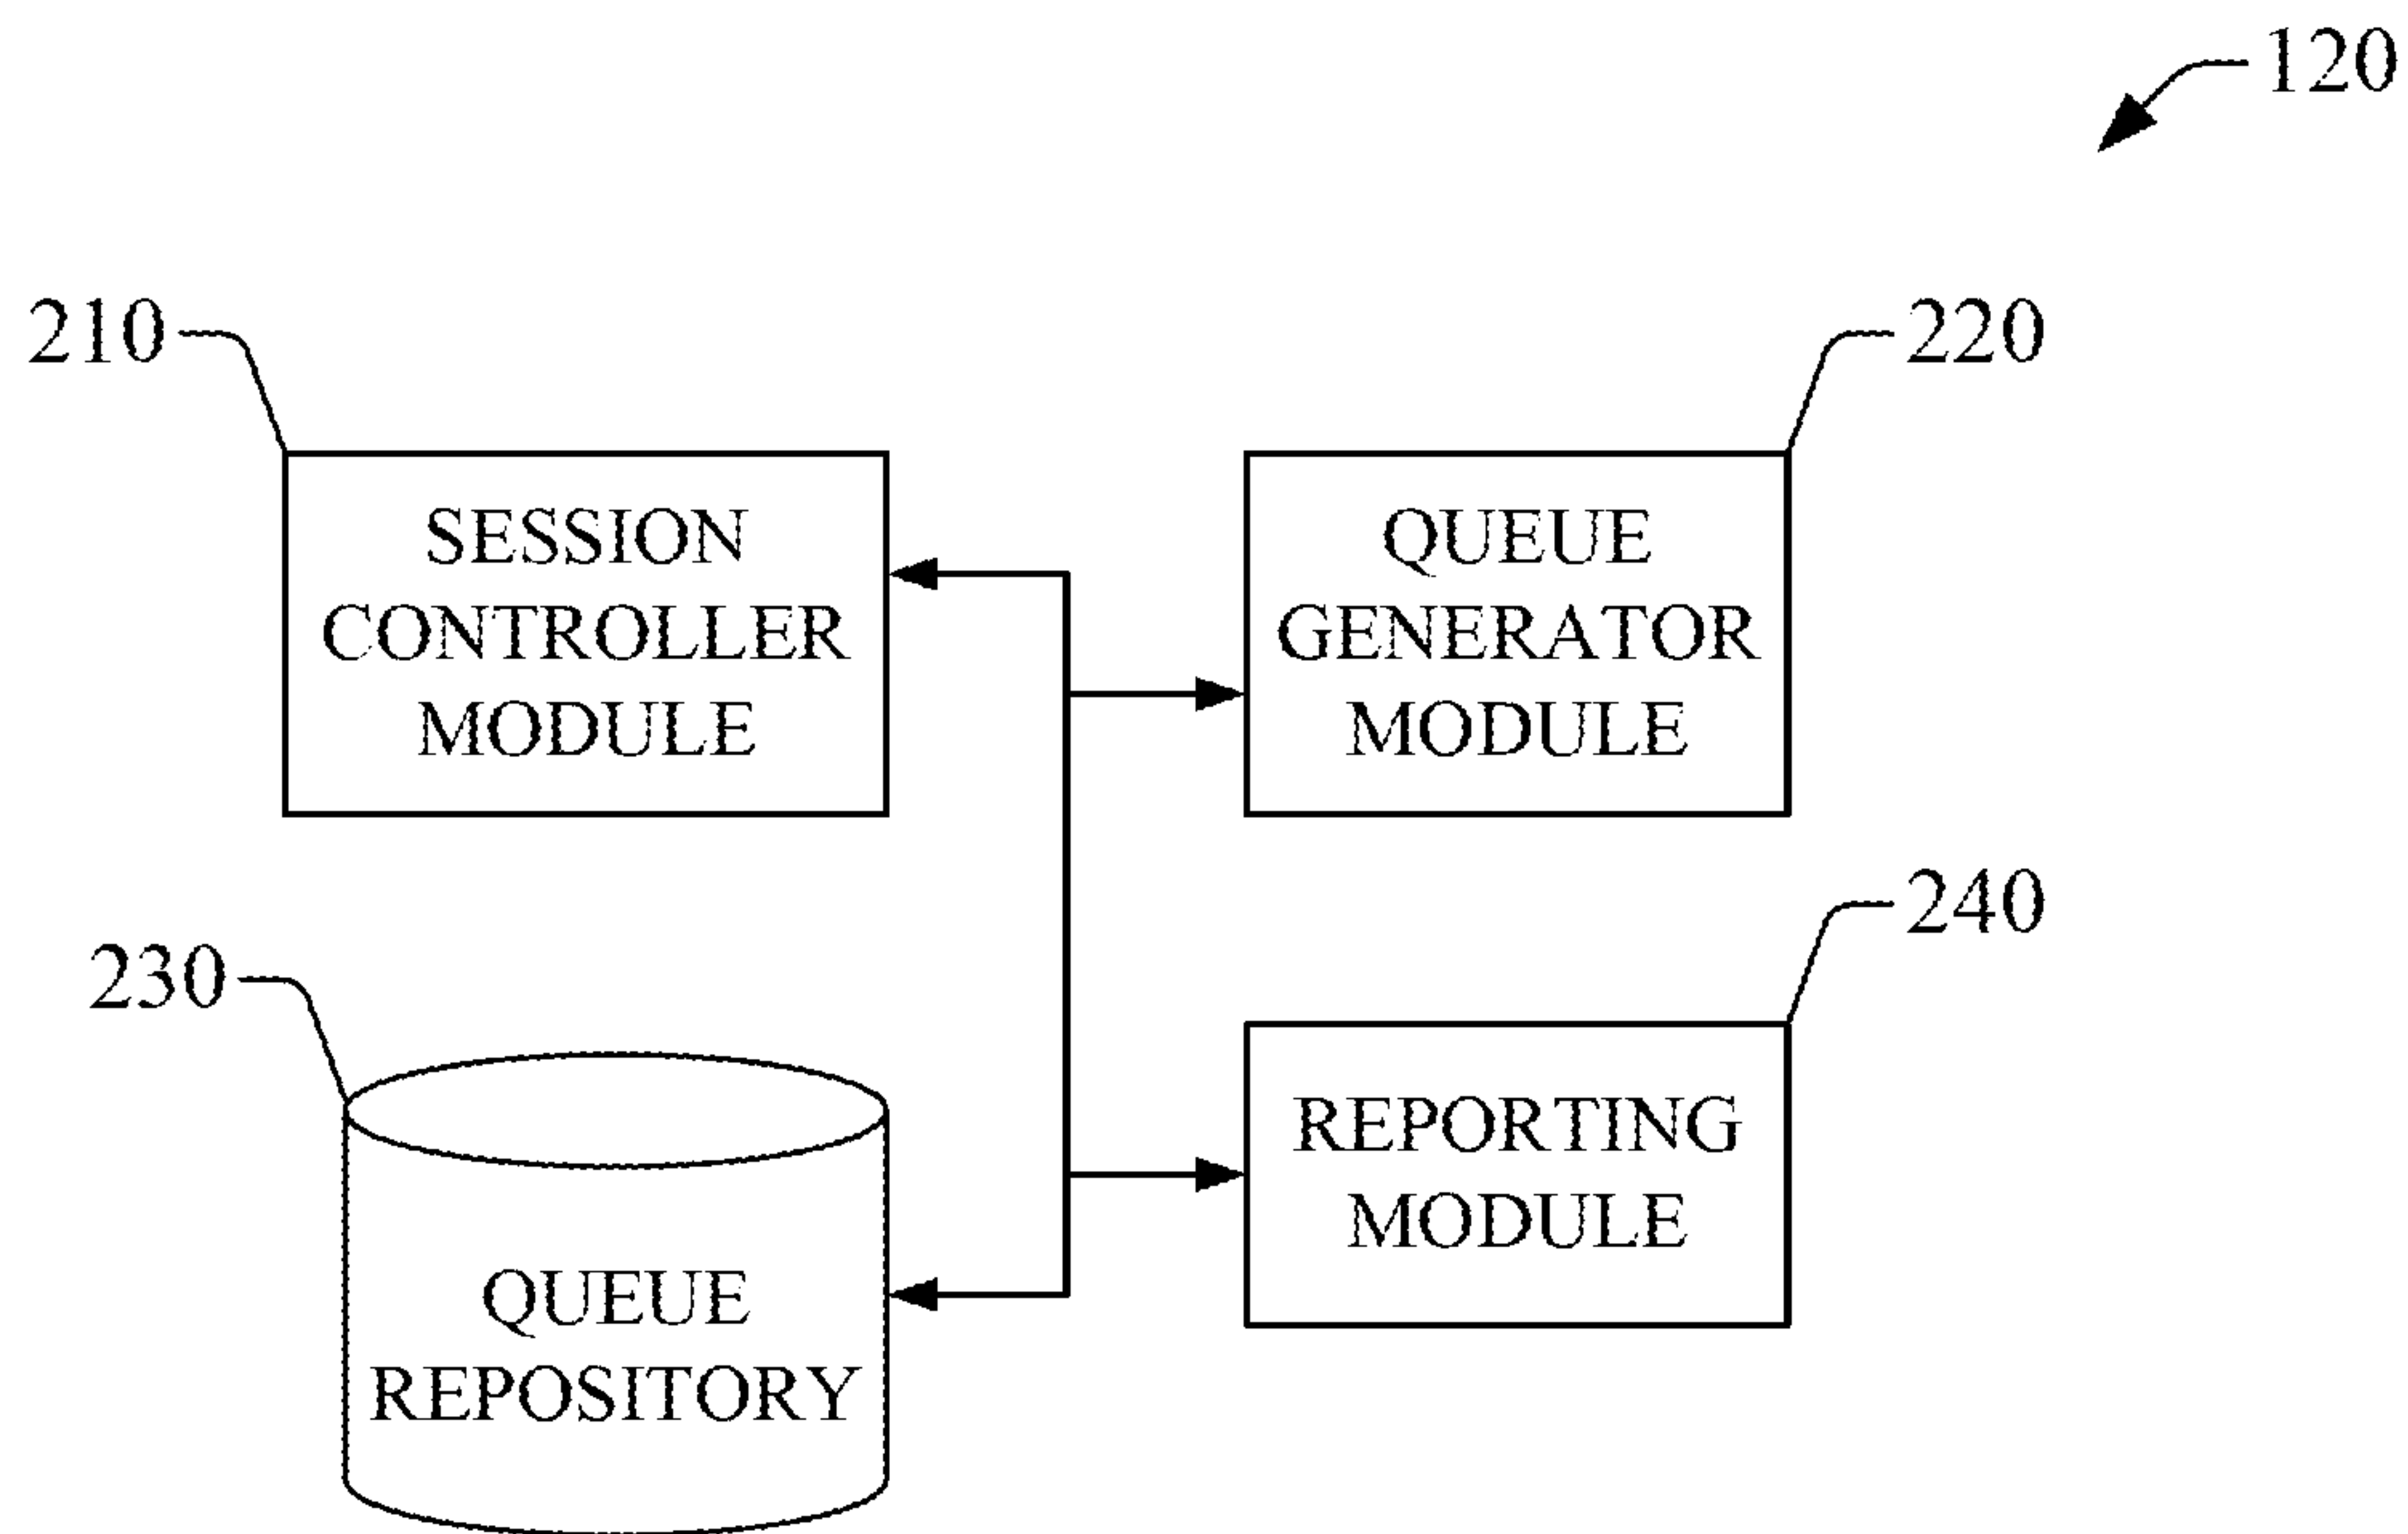 120
210
220
SESSION
CONTROLLER
MODULE
QUEUE
GENERATOR
MODULE
230
240
QUEUE
REPOSITORY
REPORTING
MODULE